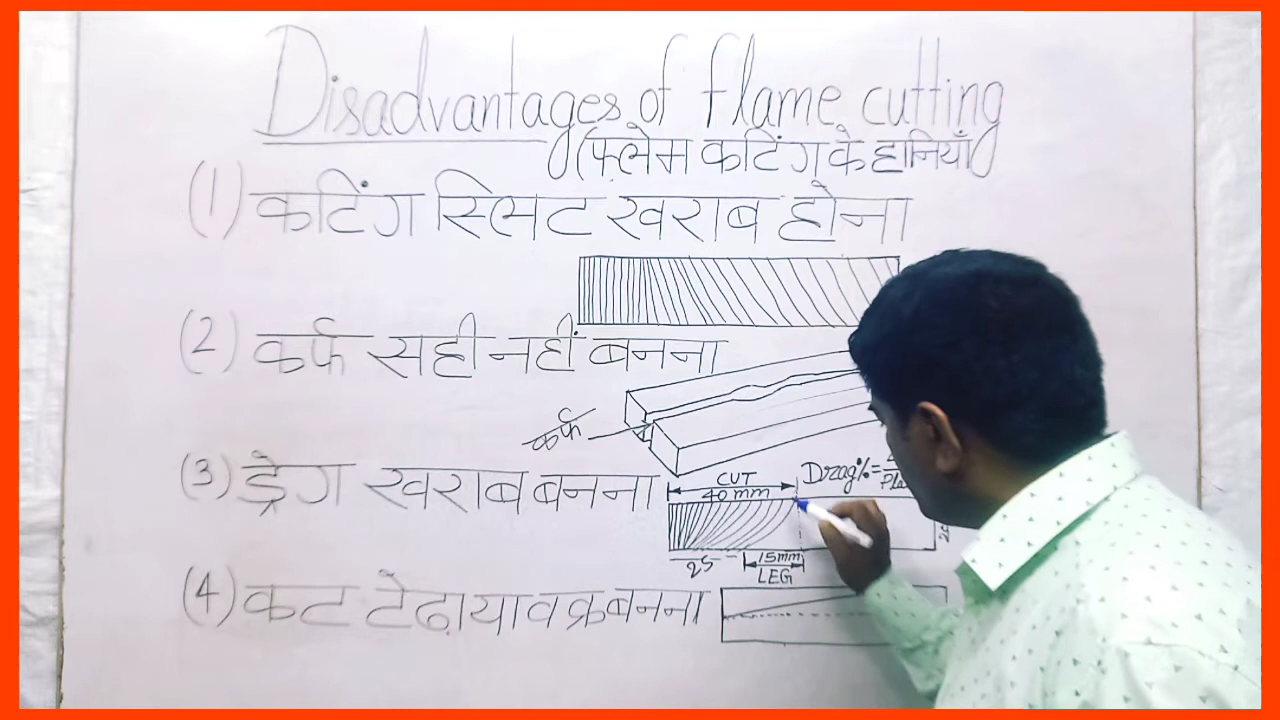 Disadvantages of flame cutting
(फ्लेम कटिंग के हानियाँ)
(1) कटिंग स्लिट खराब होना
(2) कर्फ सही नहीं बनना
कर्फ
(3) ड्रेग खराब बनना
CUT
40 mm
Drag%=
25
15mm
LEG
(4) कट टेढ़ा या वक्र बनना